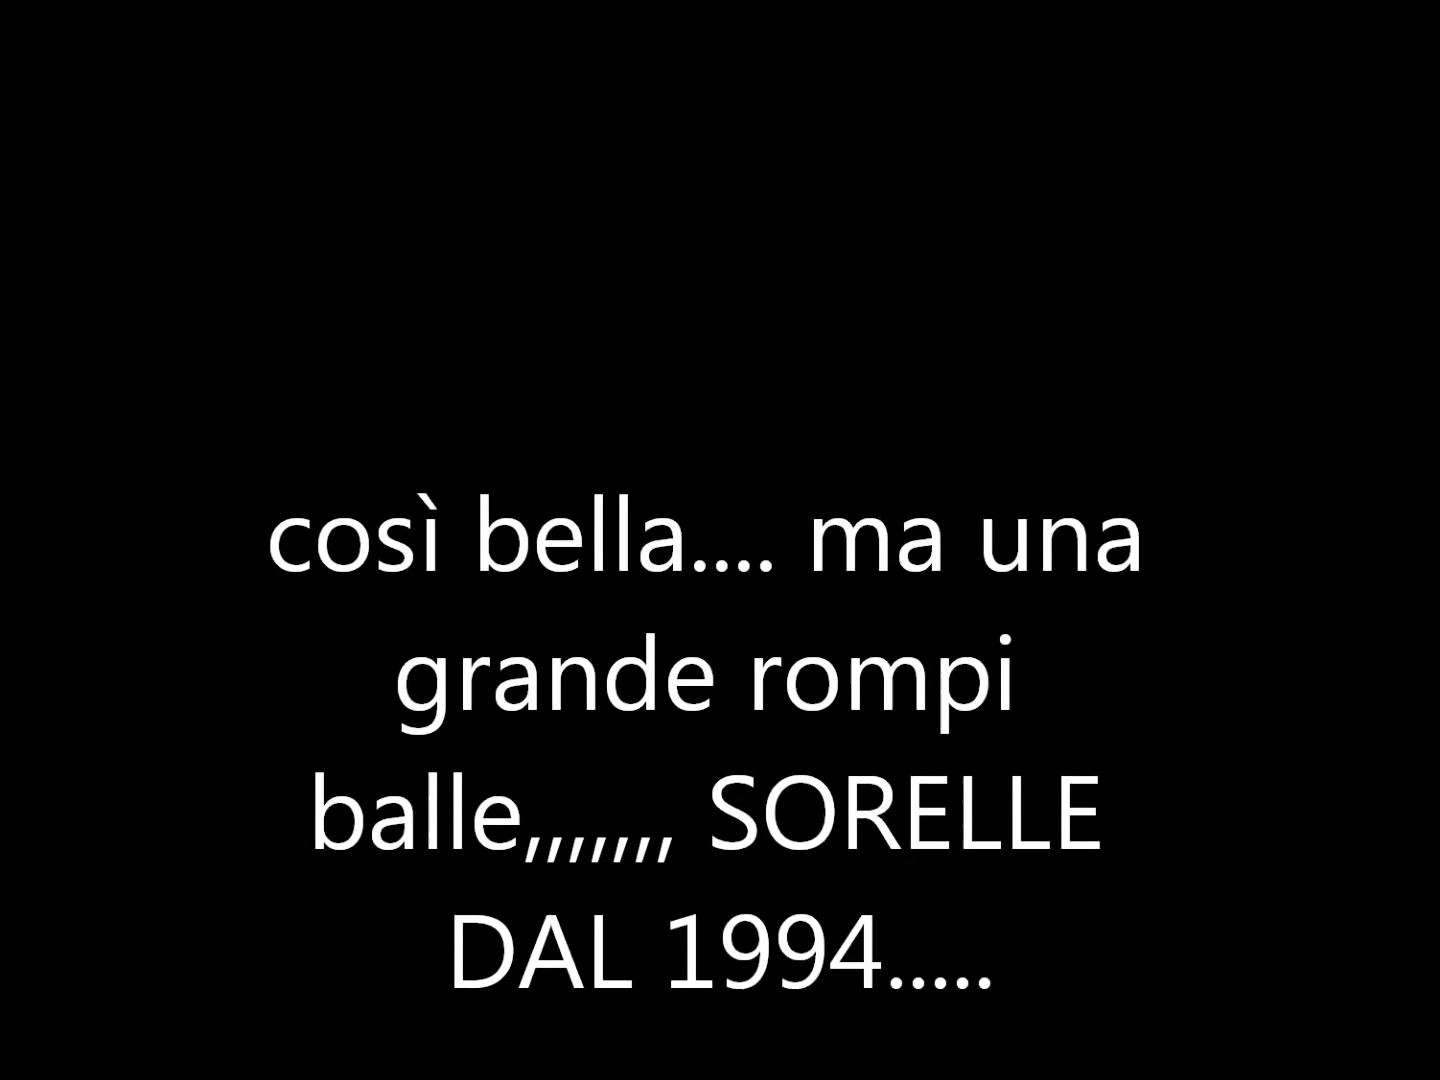 così bella.... ma una
grande rompi
balle,,,,,,, SORELLE
DAL 1994.....